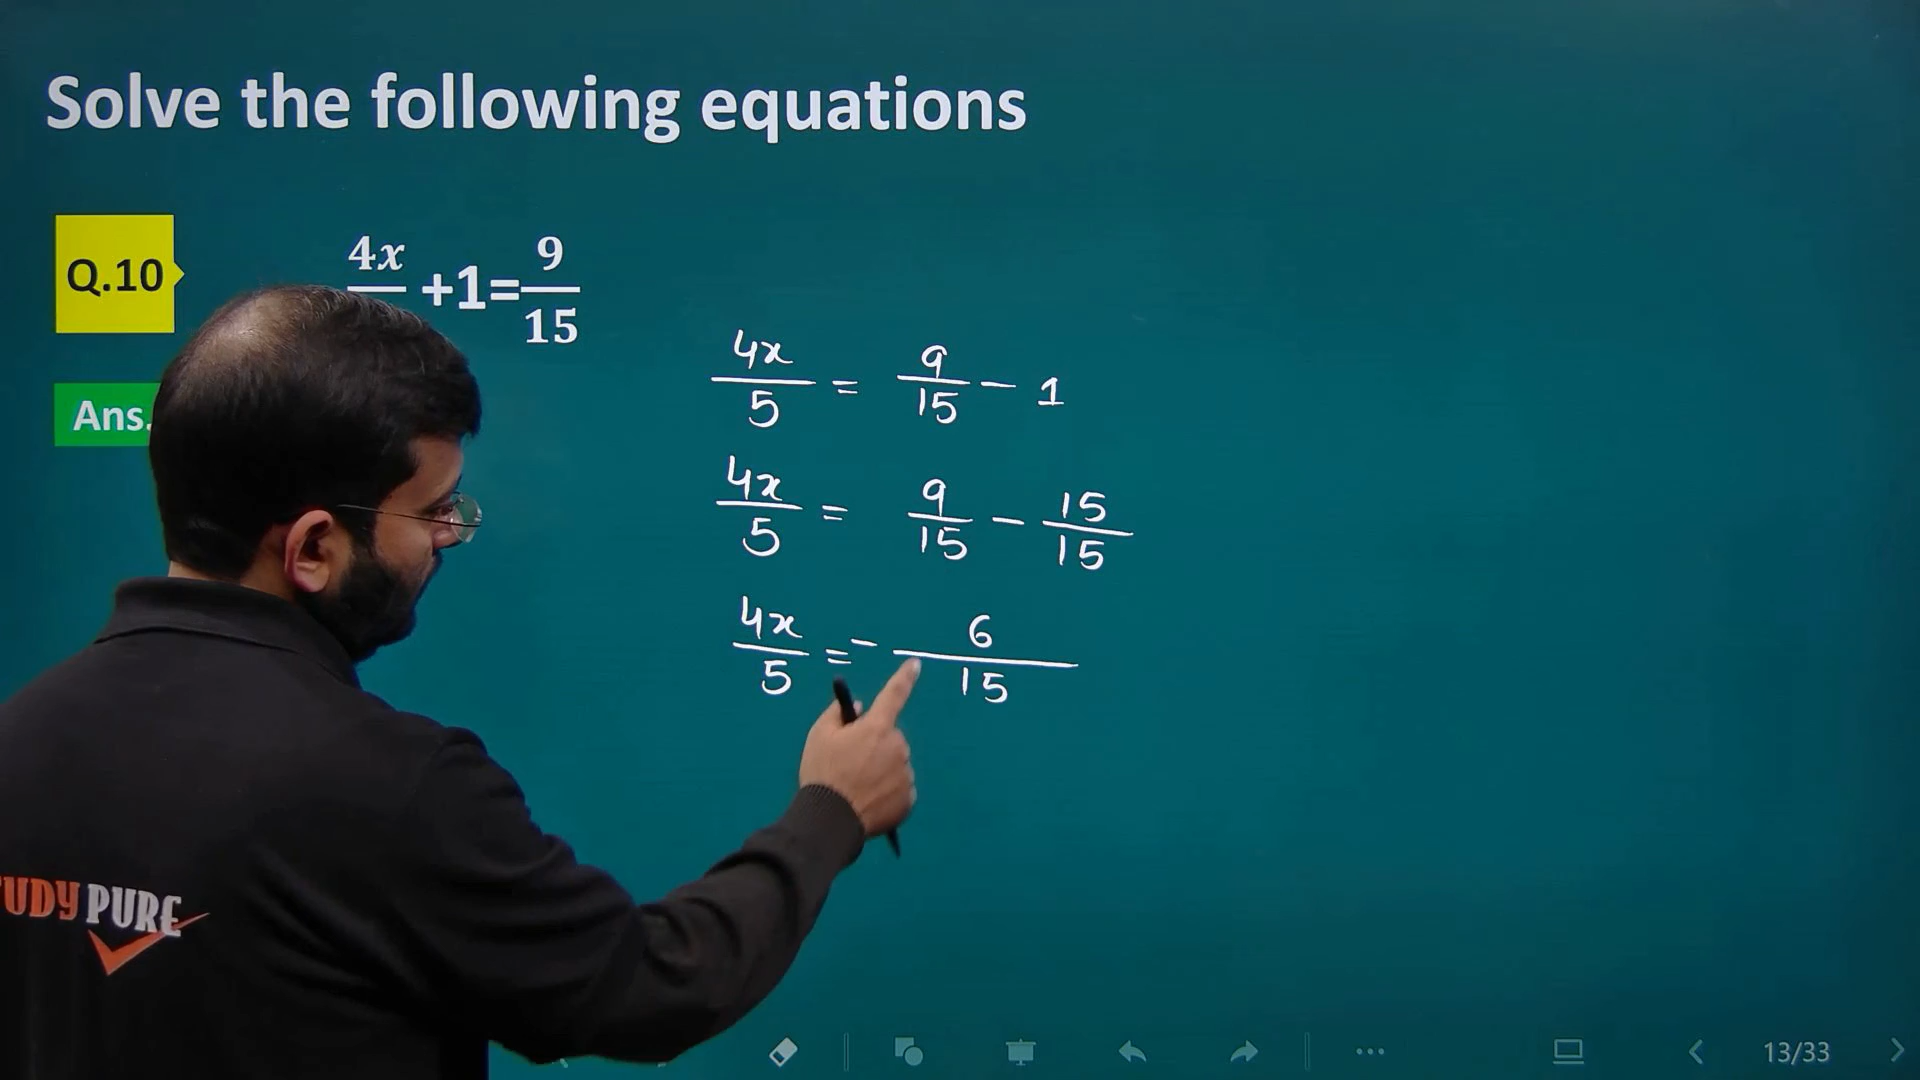 Solve the following equations
Q.10
4x/ +1=9/15
Ans.
4x/5 = 9/15 - 1
4x/5 = 9/15 - 15/15
4x/5 = - 6/15
UDY PURE
13/33